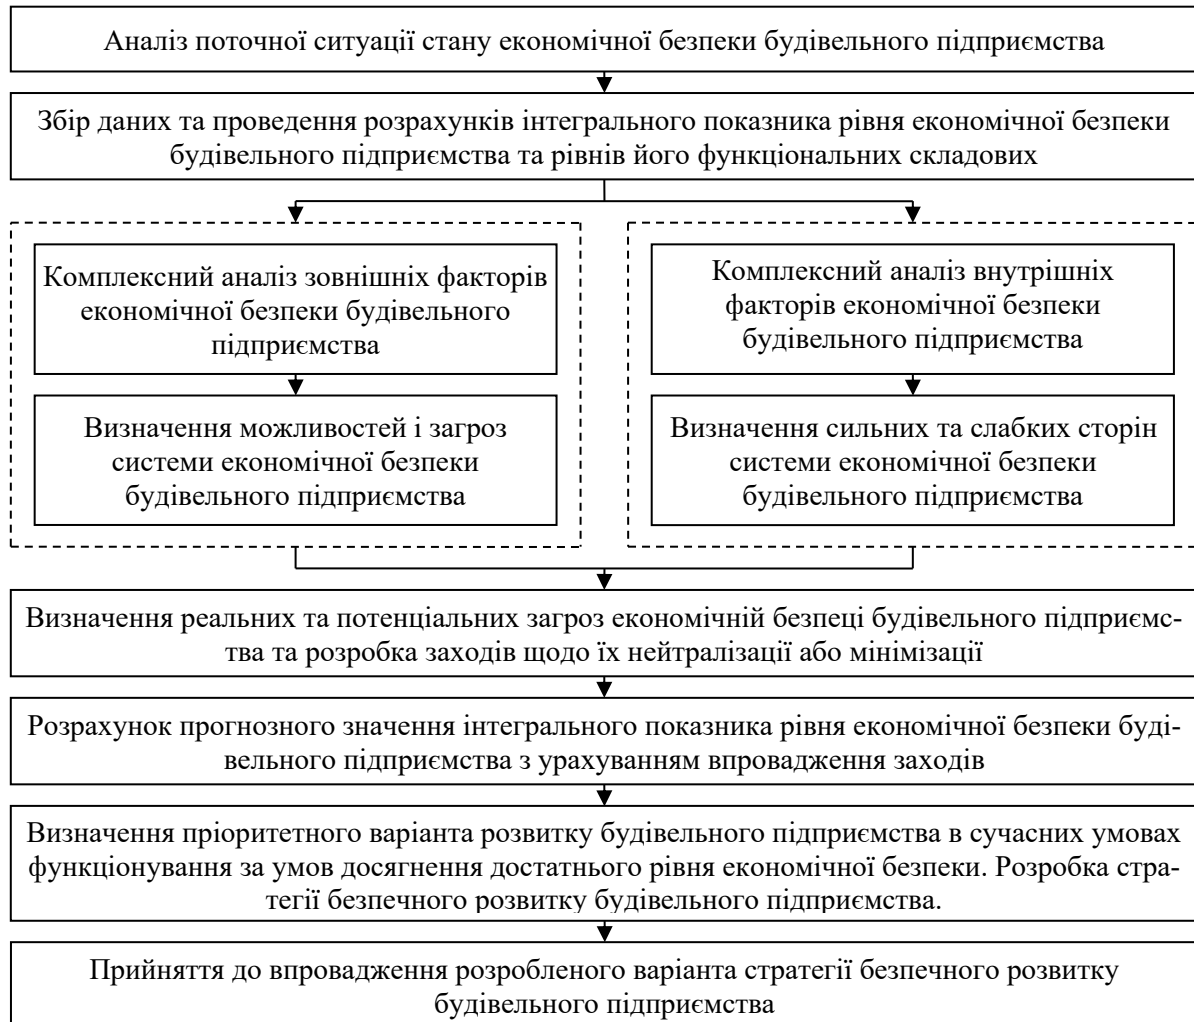 Аналіз поточної ситуації стану економічної безпеки будівельного підприємства
Збір даних та проведення розрахунків інтегрального показника рівня економічної безпеки
будівельного підприємства та рівнів його функціональних складових
Комплексний аналіз зовнішніх факторів
економічної безпеки будівельного
підприємства
Визначення можливостей і загроз
системи економічної безпеки
будівельного підприємства
Комплексний аналіз внутрішніх
факторів економічної безпеки
будівельного підприємства
Визначення сильних та слабких сторін
системи економічної безпеки
будівельного підприємства
Визначення реальних та потенціальних загроз економічній безпеці будівельного підприємс-
тва та розробка заходів щодо їх нейтралізації або мінімізації
Розрахунок прогнозного значення інтегрального показника рівня економічної безпеки буді-
вельного підприємства з урахуванням впровадження заходів
Визначення пріоритетного варіанта розвитку будівельного підприємства в сучасних умовах
функціонування за умов досягнення достатнього рівня економічної безпеки. Розробка стра-
тегії безпечного розвитку будівельного підприємства.
Прийняття до впровадження розробленого варіанта стратегії безпечного розвитку
будівельного підприємства